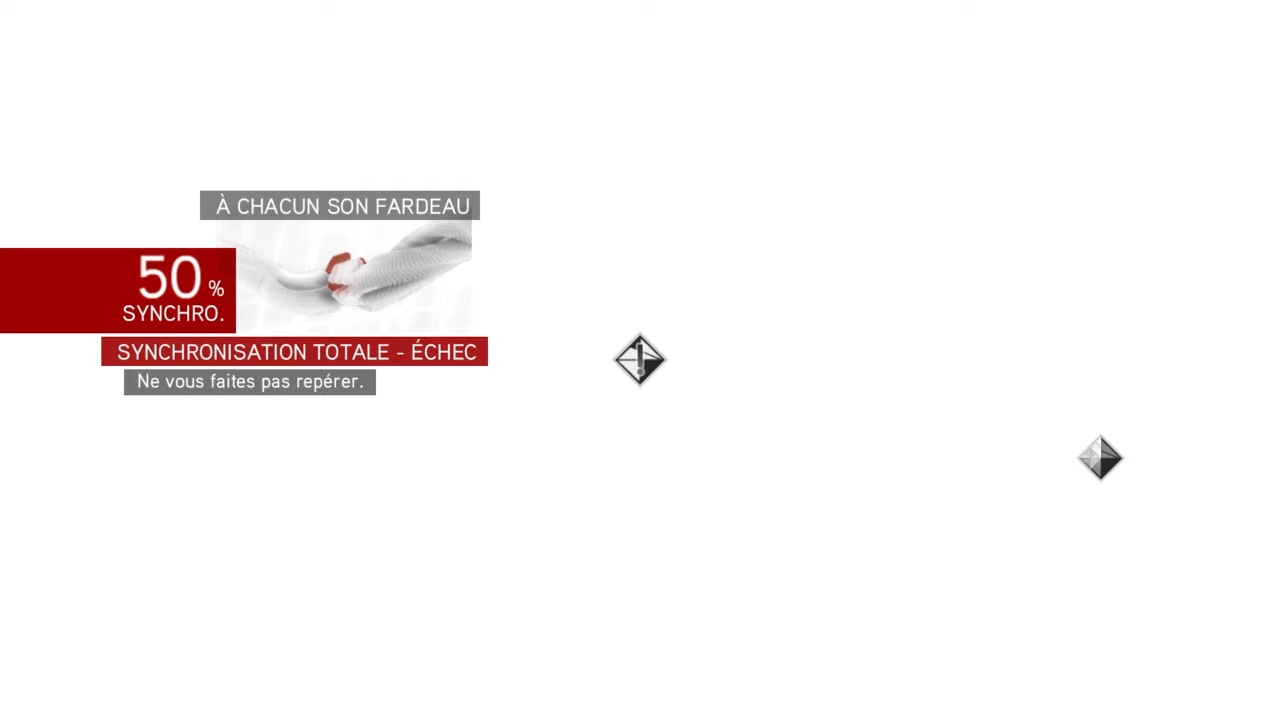 À CHACUN SON FARDEAU
50 %
SYNCHRO.
SYNCHRONISATION TOTALE - ÉCHEC
Ne vous faites pas repérer.